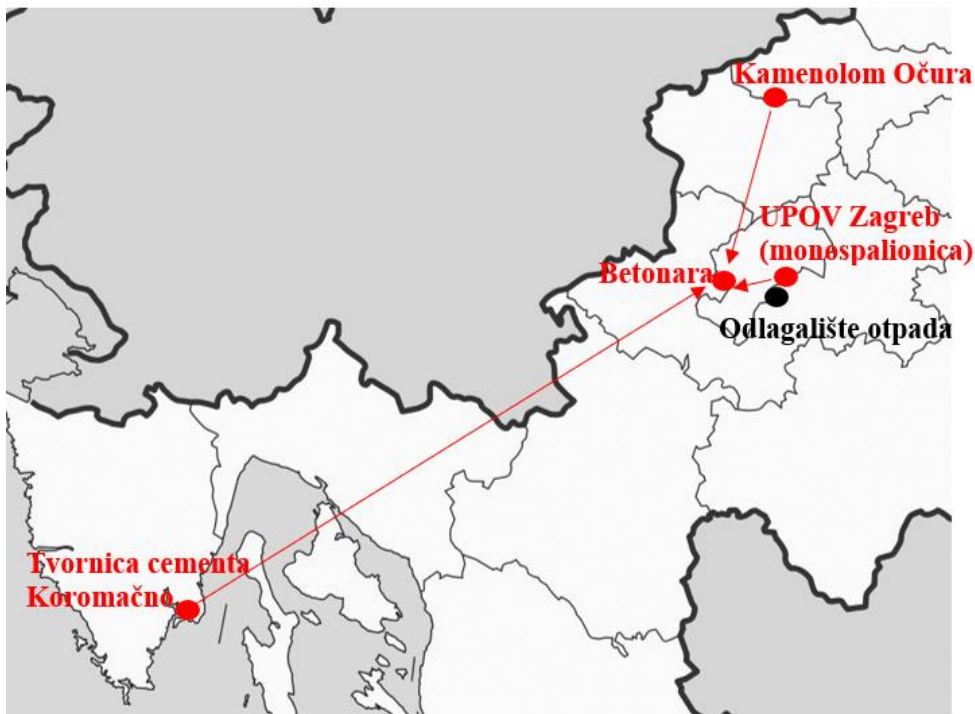 Kamenolom Očura
UPOV Zagreb
(monospalionica)
Betonara
Odlagalište otpada
Tvornica cementa
Koromačno